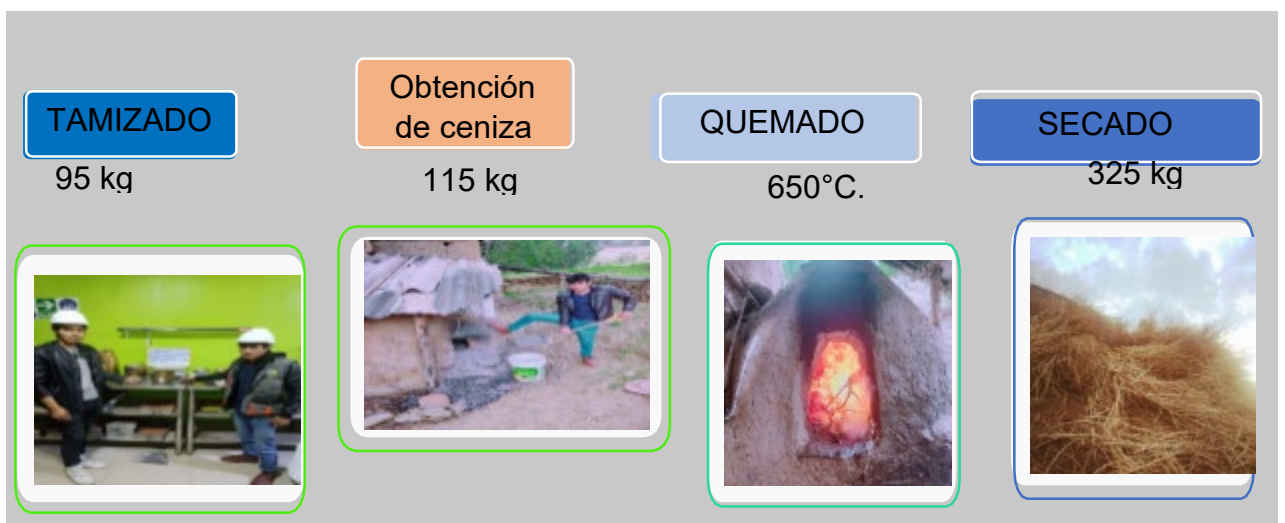 TAMIZADO
95 kg
Obtención
de ceniza
115 kg
QUEMADO
650°C.
SECADO
325 kg